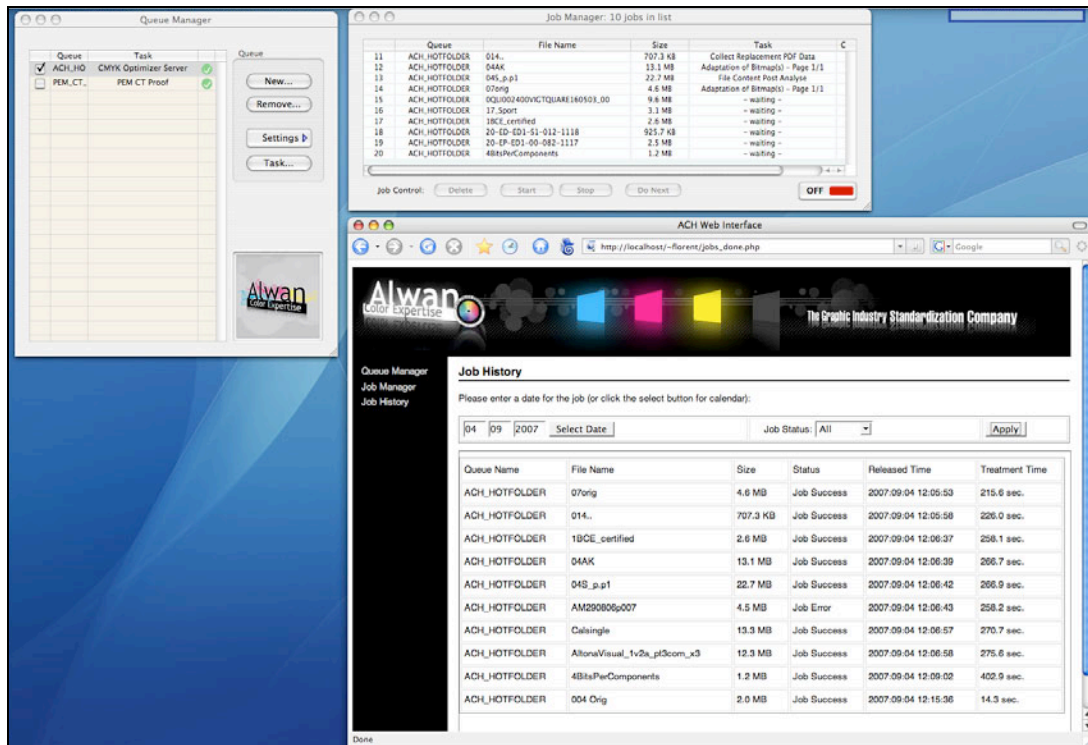 Queue Manager
Queue Task
ACH_HO CMYK Optimizer Server
PEM_CT_ PEM CT Proof
Queue
New...
Remove...
Settings
Task...
Alwan
Color Expertise
Job Manager: 10 jobs in list
Queue File Name Size Task C
11 ACH_HOTFOLDER 014.. 707.3 KB Collect Replacement PDF Data
12 ACH_HOTFOLDER 04AK 13.1 MB Adaptation of Bitmap(s) - Page 1/1
13 ACH_HOTFOLDER 04S_p.p1 22.7 MB File Content Post Analyse
14 ACH_HOTFOLDER 07orig 4.6 MB Adaptation of Bitmap(s) - Page 1/1
15 ACH_HOTFOLDER 9.6 MB - waiting -
16 ACH_HOTFOLDER 17_Sport 3.1 MB - waiting -
17 ACH_HOTFOLDER 1BCE_certified 2.6 MB - waiting -
18 ACH_HOTFOLDER 20-ED-ED1-S1-012-1118 925.7 KB - waiting -
19 ACH_HOTFOLDER 20-EP-ED1-00-082-1117 2.5 MB - waiting -
20 ACH_HOTFOLDER 4BitsPerComponents 1.2 MB - waiting -
Job Control: Delete Start Stop Do Next OFF
ACH Web Interface
http://localhost/~florent/jobs_done.php Google
Alwan
Color Expertise
The Graphic Industry Standardization Company
Queue Manager
Job Manager
Job History
Job History
Please enter a date for the job (or click the select button for calendar):
04 09 2007 Select Date Job Status: All Apply
Queue Name File Name Size Status Released Time Treatment Time
ACH_HOTFOLDER 07orig 4.6 MB Job Success 2007:09:04 12:05:53 215.6 sec.
ACH_HOTFOLDER 014.. 707.3 KB Job Success 2007:09:04 12:05:58 226.0 sec.
ACH_HOTFOLDER 1BCE_certified 2.6 MB Job Success 2007:09:04 12:06:37 258.1 sec.
ACH_HOTFOLDER 04AK 13.1 MB Job Success 2007:09:04 12:06:39 266.7 sec.
ACH_HOTFOLDER 04S_p.p1 22.7 MB Job Success 2007:09:04 12:06:42 266.9 sec.
ACH_HOTFOLDER AM290806p007 4.5 MB Job Error 2007:09:04 12:06:43 258.2 sec.
ACH_HOTFOLDER Calsingle 13.3 MB Job Success 2007:09:04 12:06:57 270.7 sec.
ACH_HOTFOLDER AltonaVisual_1v2a_pt3com_x3 12.3 MB Job Success 2007:09:04 12:06:58 275.6 sec.
ACH_HOTFOLDER 4BitsPerComponents 1.2 MB Job Success 2007:09:04 12:09:02 402.9 sec.
ACH_HOTFOLDER 004 Orig 2.0 MB Job Success 2007:09:04 12:15:36 14.3 sec.
Done